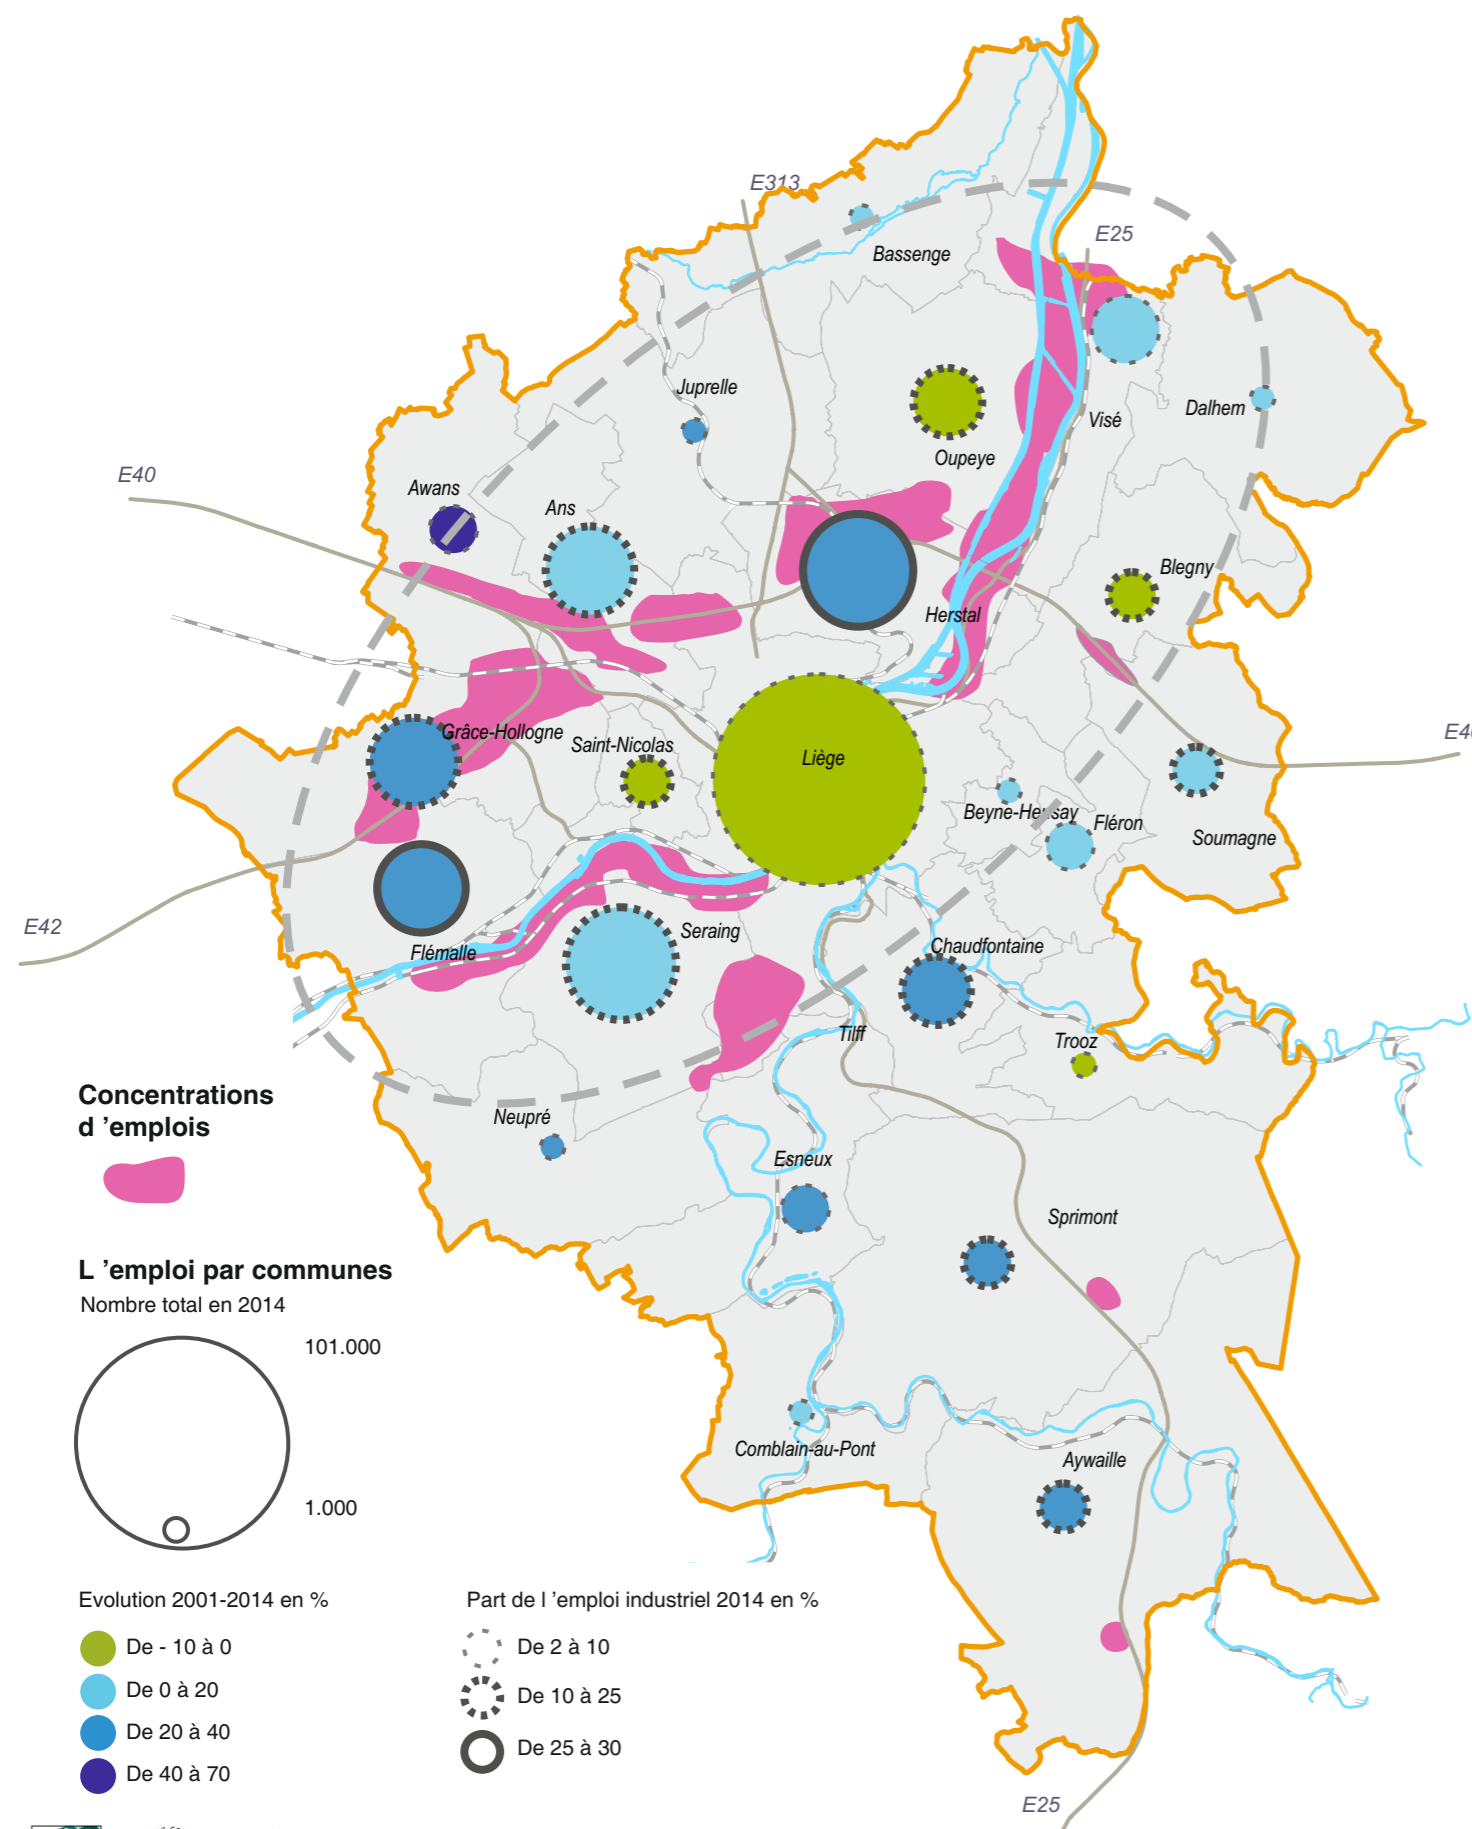 E313
E25
Bassenge
Juprelle
Visé
Dalhem
Oupeye
E40
Awans
Ans
Blegny
Herstal
Grâce-Hollogne
Saint-Nicolas
Liège
Beyne-Heusay
Fléron
Soumagne
E42
Seraing
Flémalle
Chaudfontaine
Tilff
Trooz
Neupré
Esneux
Sprimont
Comblain-au-Pont
Aywaille
E25
Concentrations
d ’emplois
L ’emploi par communes
Nombre total en 2014
101.000
1.000
Evolution 2001-2014 en %
De - 10 à 0
De 0 à 20
De 20 à 40
De 40 à 70
Part de l ’emploi industriel 2014 en %
De 2 à 10
De 10 à 25
De 25 à 30